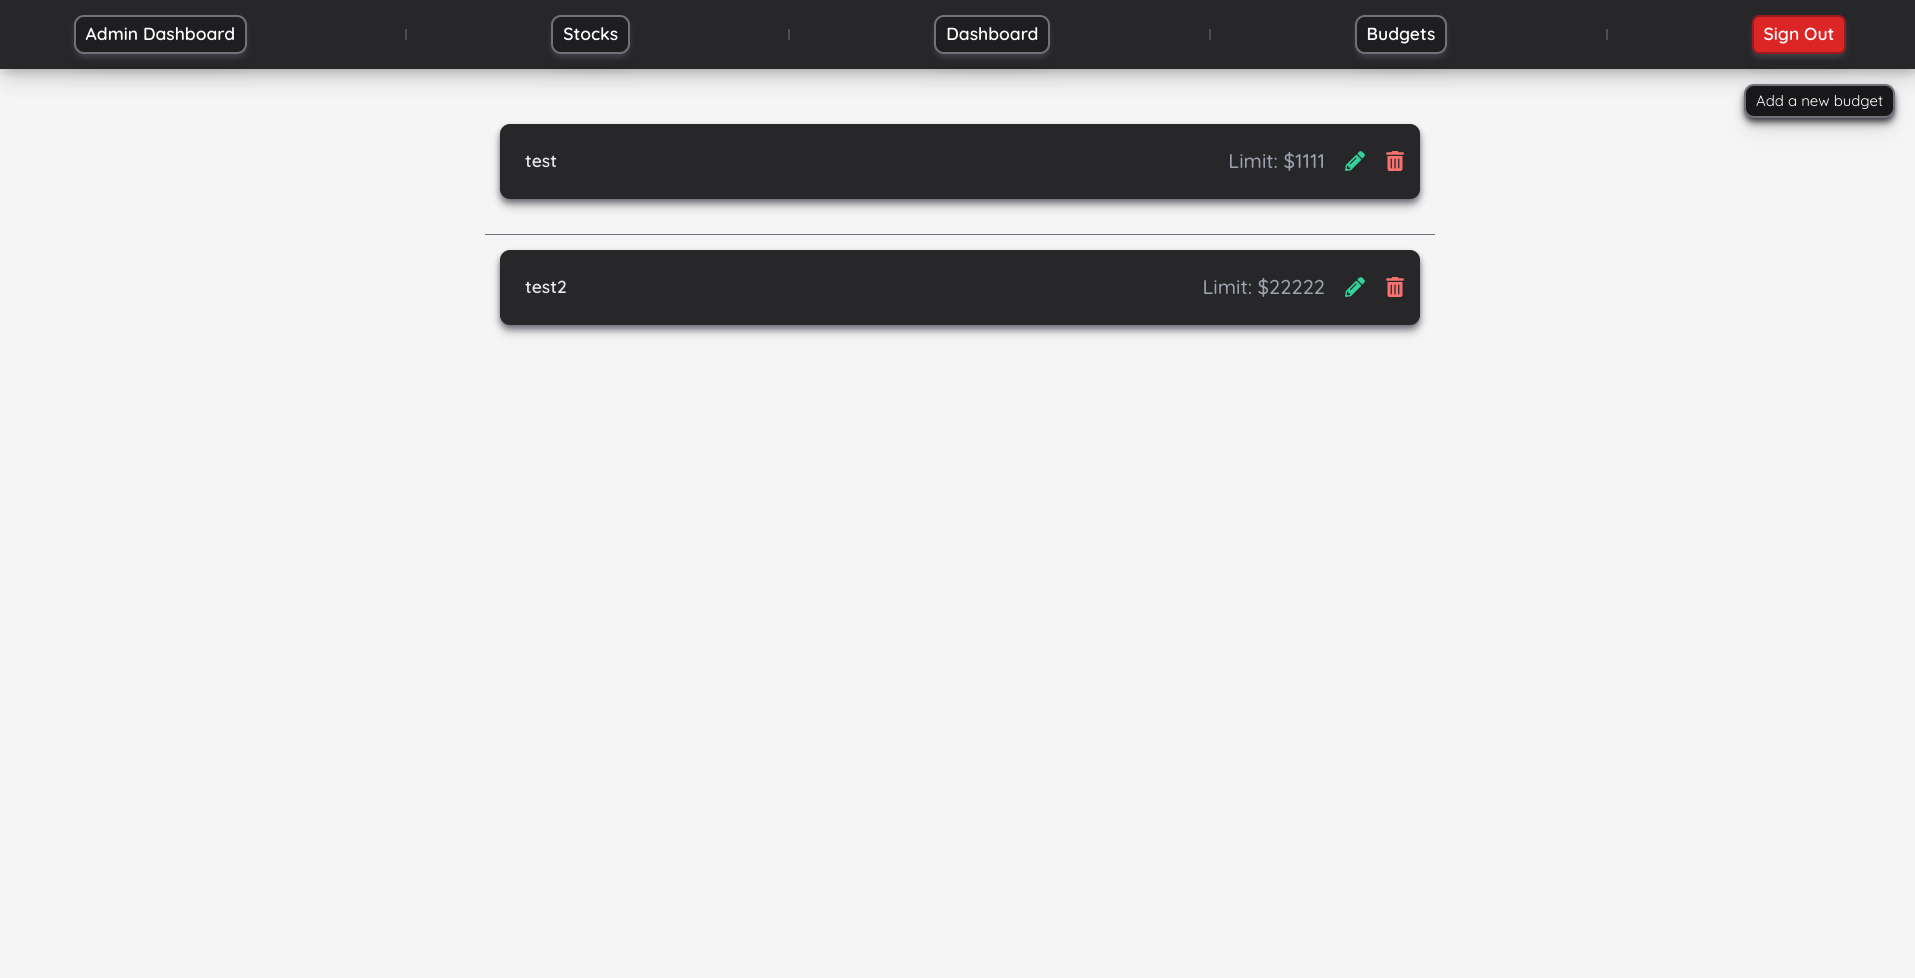 Admin Dashboard
Stocks
Dashboard
Budgets
Sign Out
Add a new budget
test
Limit: $1111
test2
Limit: $22222